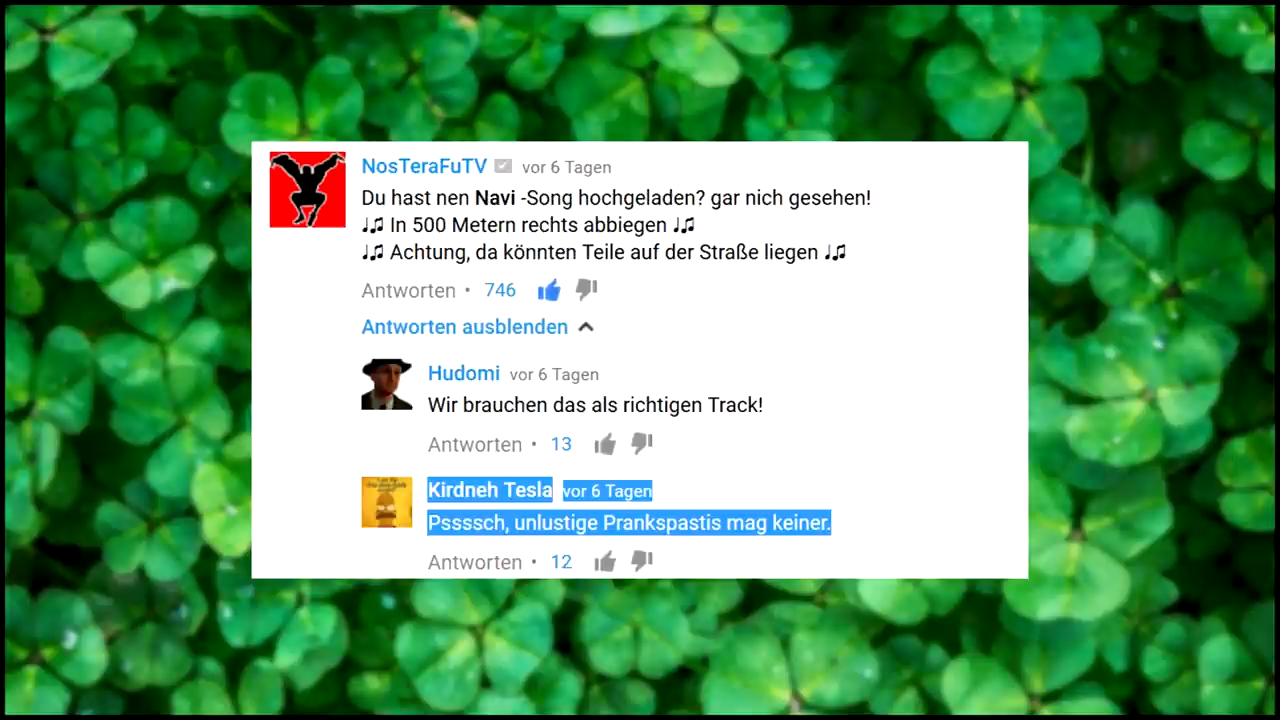 NosTeraFuTV vor 6 Tagen
Du hast nen Navi -Song hochgeladen? gar nich gesehen!
♩♫ In 500 Metern rechts abbiegen ♩♫
♩♫ Achtung, da könnten Teile auf der Straße liegen ♩♫
Antworten • 746
Antworten ausblenden
Hudomi vor 6 Tagen
Wir brauchen das als richtigen Track!
Antworten • 13
Kirdneh Tesla vor 6 Tagen
Pssssch, unlustige Prankspastis mag keiner.
Antworten • 12